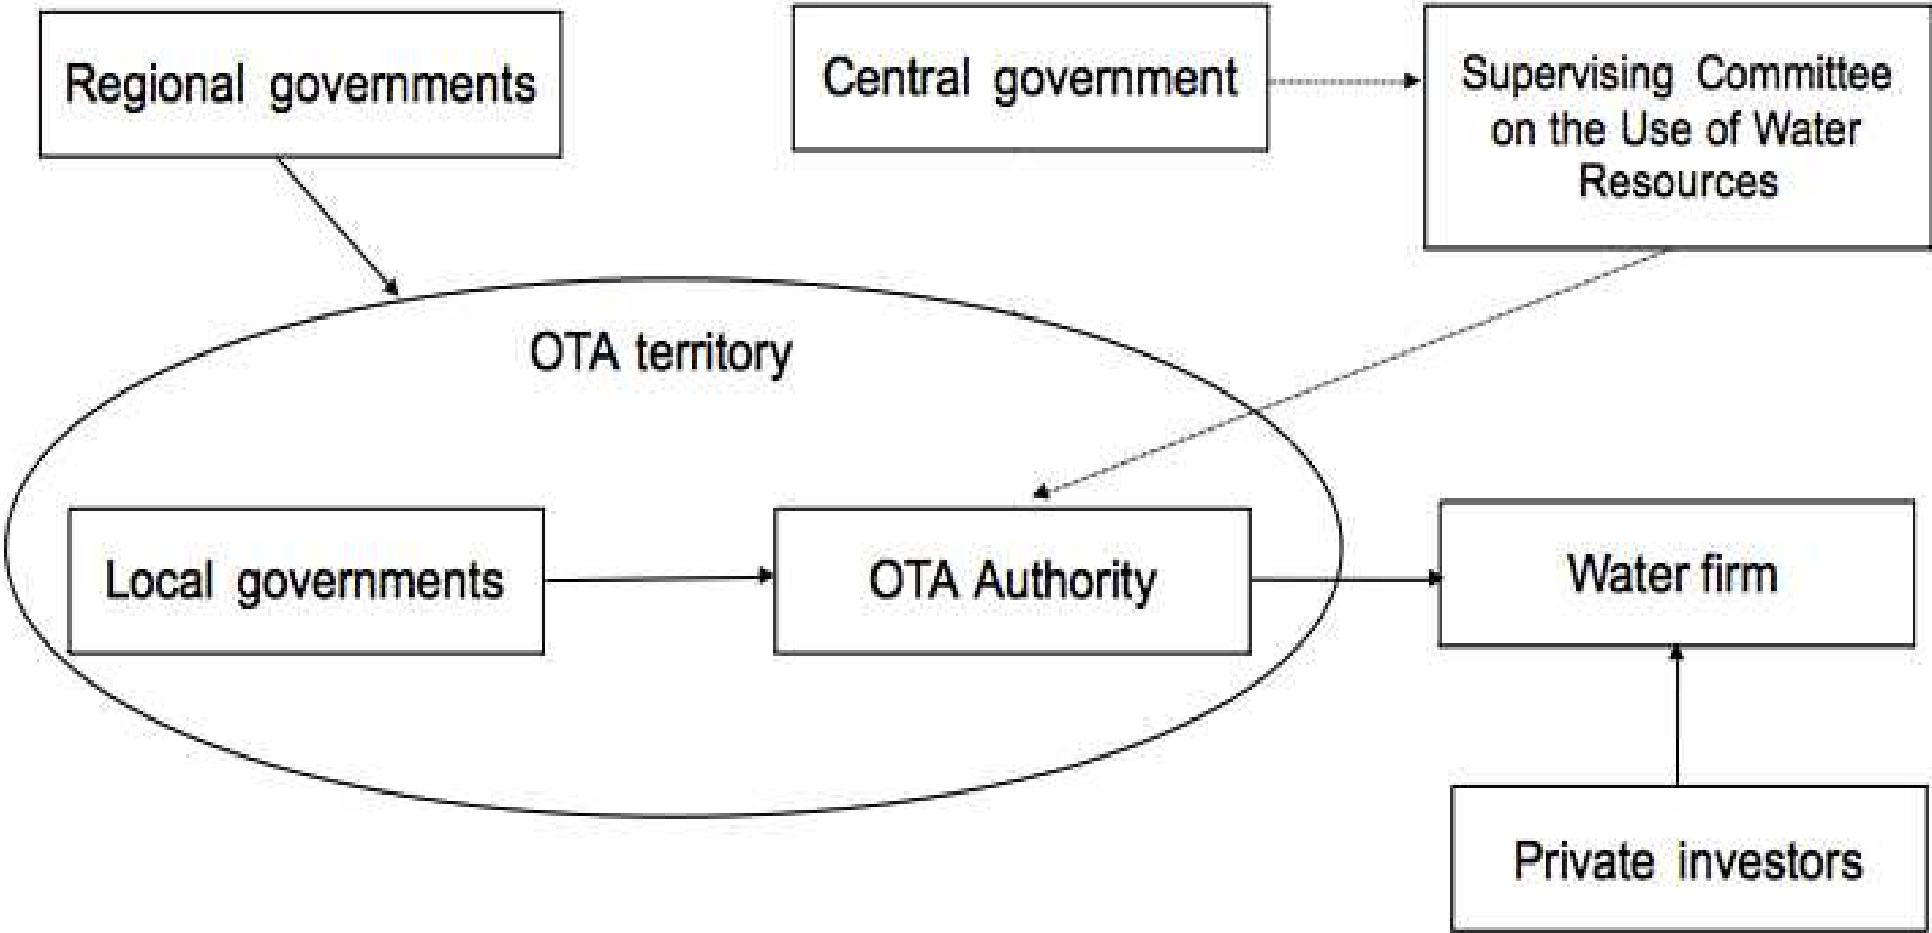 Regional governments
Central government
Supervising Committee
on the Use of Water
Resources
OTA territory
Local governments
OTA Authority
Water firm
Private investors